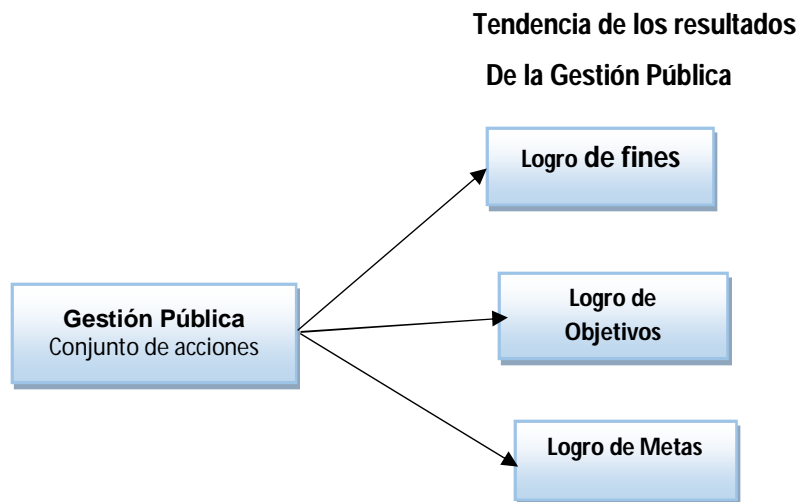 Tendencia de los resultados
De la Gestión Pública
Logro de fines
Gestión Pública
Conjunto de acciones
Logro de
Objetivos
Logro de Metas